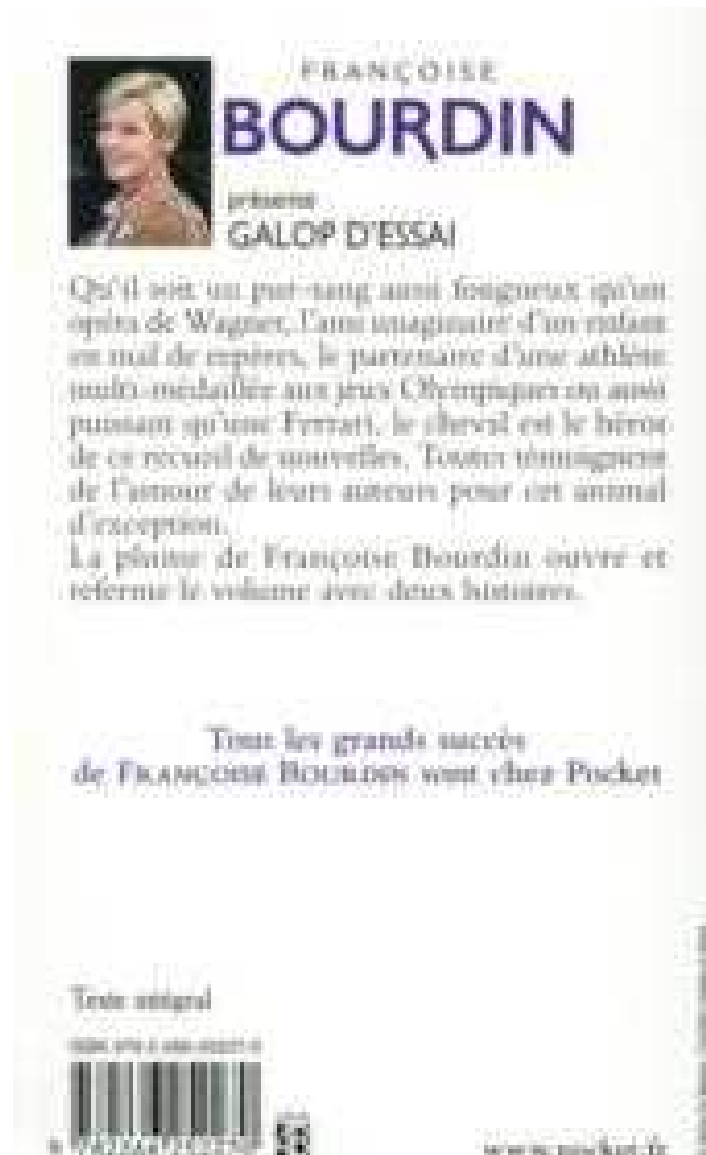 FRANÇOISE
BOURDIN
présente
GALOP D'ESSAI
Qu'il soit un pur-sang aussi fougueux qu'un
opéra de Wagner, l'ami imaginaire d'un enfant
en mal de repères, le partenaire d'une athlète
multi-médaillée aux jeux Olympiques ou aussi
puissant qu'une Ferrari, le cheval est le héros
de ce recueil de nouvelles. Toutes témoignent
de l'amour de leurs auteurs pour cet animal
d'exception.
La plume de Françoise Bourdin ouvre et
referme le volume avec deux histoires.
Tous les grands succès
de FRANÇOISE BOURDIN sont chez Pocket
Texte intégral
ISBN
www.pocket.fr